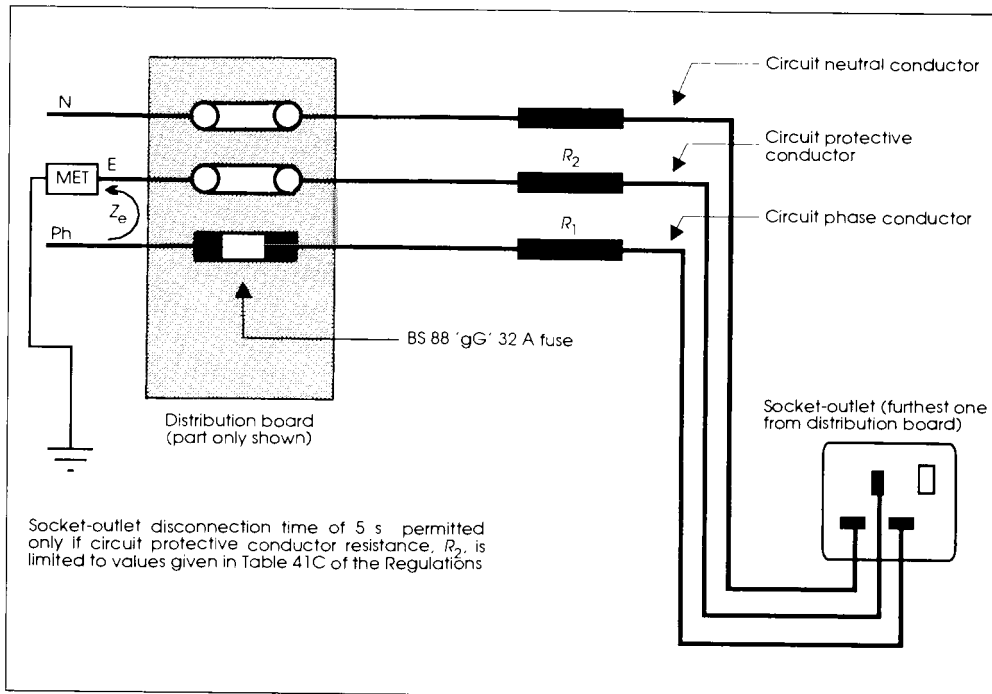 Circuit neutral conductor
N
Circuit protective
conductor
R2
E
MET
Ze
Circuit phase conductor
R1
Ph
BS 88 'gG' 32 A fuse
Distribution board
(part only shown)
Socket-outlet (furthest one
from distribution board)
Socket-outlet disconnection time of 5 s permitted
only if circuit protective conductor resistance, R2, is
limited to values given in Table 41C of the Regulations